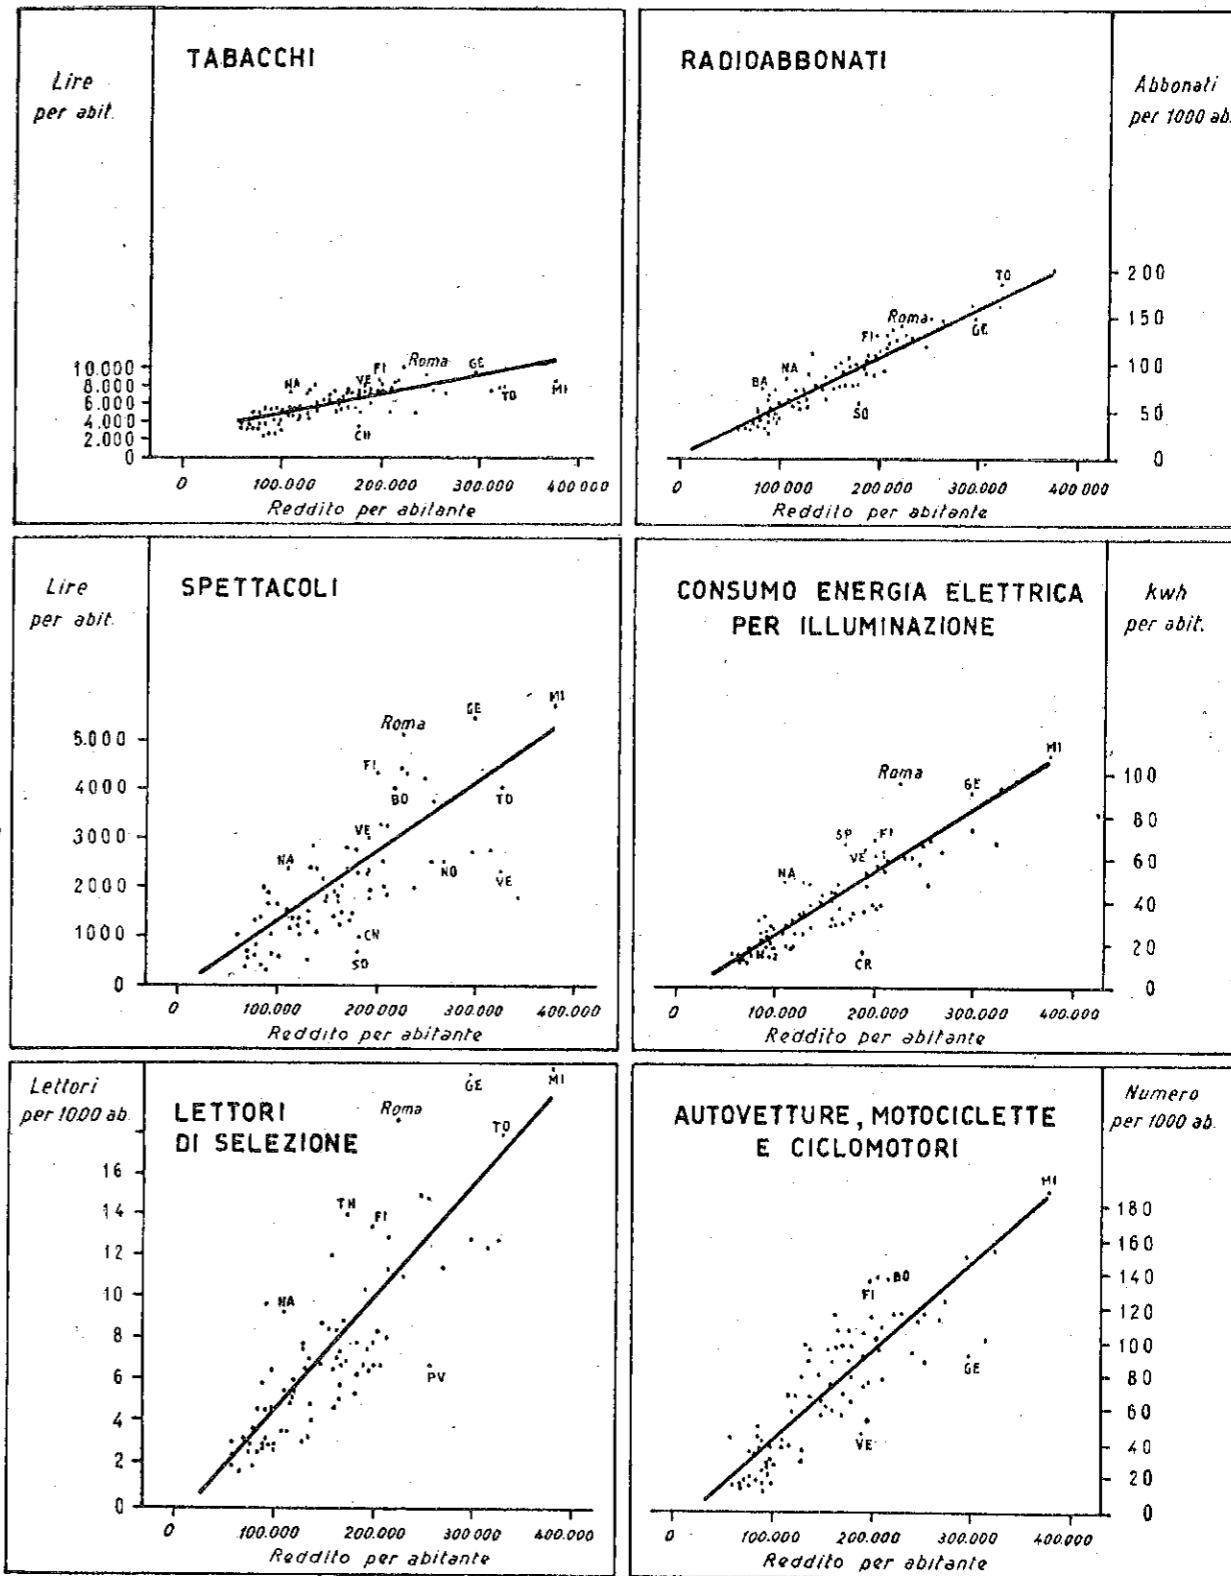 TABACCHI
Lire
per abit.
10.000
8.000
6.000
4.000
2.000
0
NA
VE
FI
Roma
GE
TO
MI
0 100.000 200.000 300.000 400.000
Reddito per abitante
RADIOABBONATI
Abbonati
per 1000 ab.
200
150
100
50
0
BA
NA
FI
Roma
GE
TO
SO
0 100.000 200.000 300.000 400.000
Reddito per abitante
SPETTACOLI
Lire
per abit.
5.000
4000
3000
2000
1000
0
NA
VE
FI
BO
Roma
GE
MI
TO
NO
VE
CN
SO
0 100.000 200.000 300.000 400.000
Reddito per abitante
CONSUMO ENERGIA ELETTRICA
PER ILLUMINAZIONE
kwh
per abit.
100
80
60
40
20
0
NA
SP
VE
FI
Roma
GE
MI
CR
0 100.000 200.000 300.000 400.000
Reddito per abitante
Lettori
per 1000 ab.
LETTORI
DI SELEZIONE
18
16
14
12
10
8
6
4
2
0
NA
FI
Roma
GE
MI
TO
PV
0 100.000 200.000 300.000 400.000
Reddito per abitante
AUTOVETTURE, MOTOCICLETTE
E CICLOMOTORI
Numero
per 1000 ab.
180
160
140
120
100
80
60
40
20
0
FI
BO
MI
GE
VE
0 100.000 200.000 300.000 400.000
Reddito per abitante